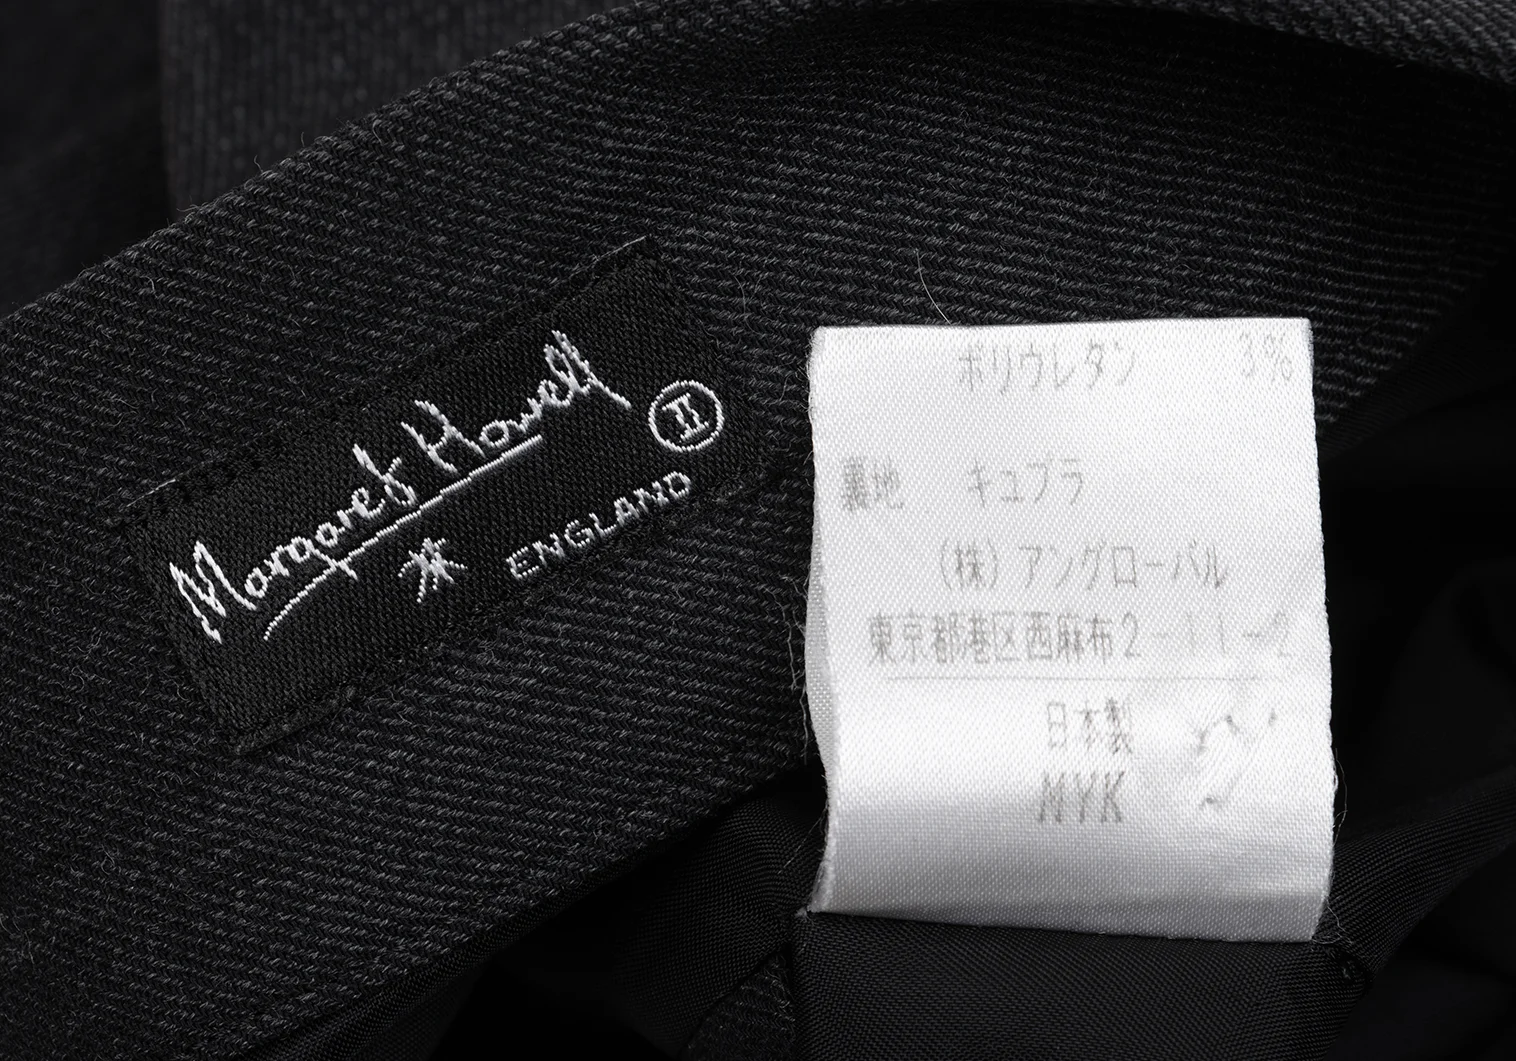 Margaret Howell
II
ENGLAND
ポリウレタン 3%
裏地 キュプラ
(株)アングローバル
東京都港区西麻布2-11-2
日本製
MYK